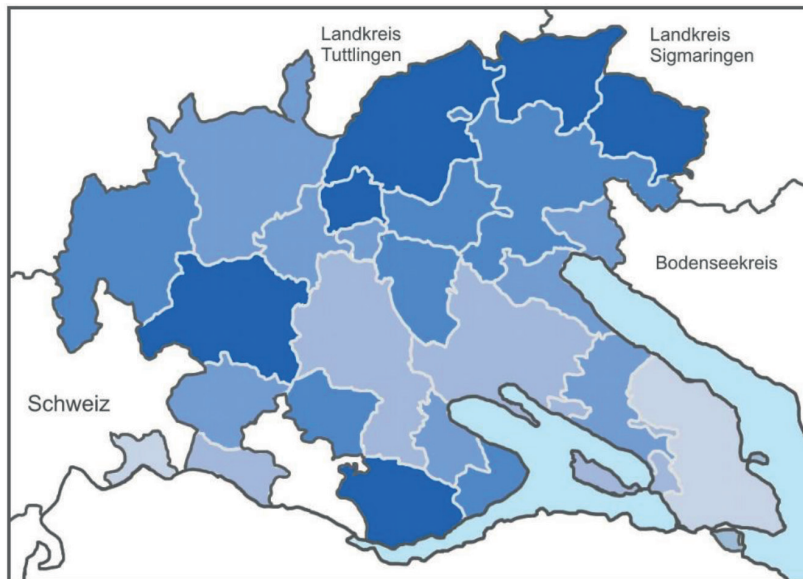 Landkreis
Tuttlingen
Landkreis
Sigmaringen
Bodenseekreis
Schweiz